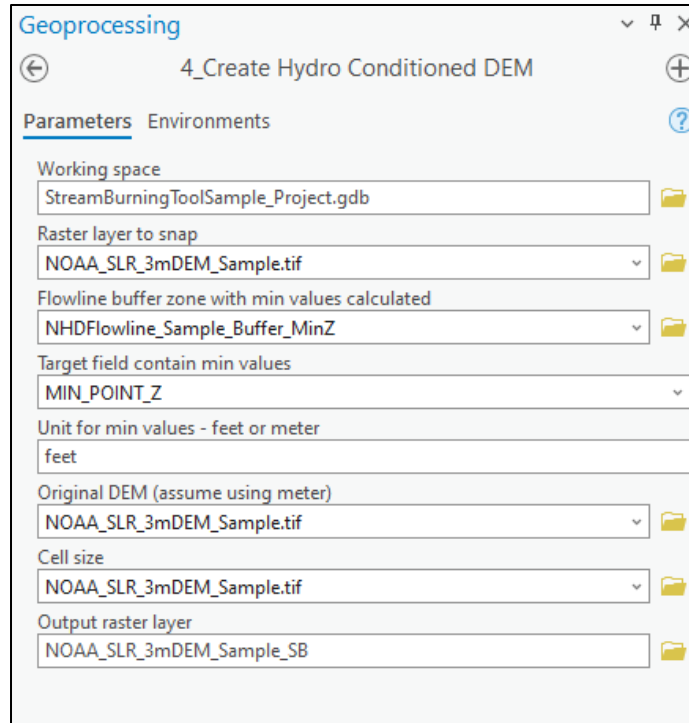 Geoprocessing
4_Create Hydro Conditioned DEM
Parameters Environments
Working space
StreamBurningToolSample_Project.gdb
Raster layer to snap
NOAA_SLR_3mDEM_Sample.tif
Flowline buffer zone with min values calculated
NHDFlowline_Sample_Buffer_MinZ
Target field contain min values
MIN_POINT_Z
Unit for min values - feet or meter
feet
Original DEM (assume using meter)
NOAA_SLR_3mDEM_Sample.tif
Cell size
NOAA_SLR_3mDEM_Sample.tif
Output raster layer
NOAA_SLR_3mDEM_Sample_SB